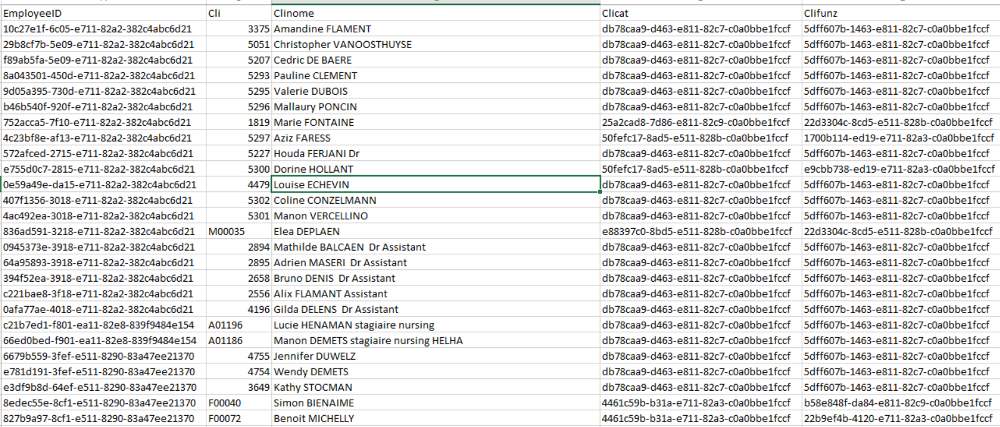 EmployeeID Cli Clinome Clicat Clifunz
10c27e1f-6c05-e711-82a2-382c4abc6d21 3375 Amandine FLAMENT db78caa9-d463-e811-82c7-c0a0bbe1fccf 5dff607b-1463-e811-82c7-c0a0bbe1fccf
29b8cf7b-5e09-e711-82a2-382c4abc6d21 5051 Christopher VANOOSTHUYSE db78caa9-d463-e811-82c7-c0a0bbe1fccf 5dff607b-1463-e811-82c7-c0a0bbe1fccf
f89ab5fa-5e09-e711-82a2-382c4abc6d21 5207 Cedric DE BAERE db78caa9-d463-e811-82c7-c0a0bbe1fccf 5dff607b-1463-e811-82c7-c0a0bbe1fccf
8a043501-450d-e711-82a2-382c4abc6d21 5293 Pauline CLEMENT db78caa9-d463-e811-82c7-c0a0bbe1fccf 5dff607b-1463-e811-82c7-c0a0bbe1fccf
9d05a395-730d-e711-82a2-382c4abc6d21 5295 Valerie DUBOIS db78caa9-d463-e811-82c7-c0a0bbe1fccf 5dff607b-1463-e811-82c7-c0a0bbe1fccf
b46b540f-920f-e711-82a2-382c4abc6d21 5296 Mallaury PONCIN db78caa9-d463-e811-82c7-c0a0bbe1fccf 5dff607b-1463-e811-82c7-c0a0bbe1fccf
752acca5-7f10-e711-82a2-382c4abc6d21 1819 Marie FONTAINE 25a2cad8-7d86-e811-82c9-c0a0bbe1fccf 22d3304c-8cd5-e511-828b-c0a0bbe1fccf
4c23bf8e-af13-e711-82a2-382c4abc6d21 5297 Aziz FARESS 50fefc17-8ad5-e511-828b-c0a0bbe1fccf 1700b114-ed19-e711-82a3-c0a0bbe1fccf
572afced-2715-e711-82a2-382c4abc6d21 5227 Houda FERJANI Dr db78caa9-d463-e811-82c7-c0a0bbe1fccf 5dff607b-1463-e811-82c7-c0a0bbe1fccf
e755d0c7-2815-e711-82a2-382c4abc6d21 5300 Dorine HOLLANT 50fefc17-8ad5-e511-828b-c0a0bbe1fccf e9cbb738-ed19-e711-82a3-c0a0bbe1fccf
0e59a49e-da15-e711-82a2-382c4abc6d21 4479 Louise ECHEVIN db78caa9-d463-e811-82c7-c0a0bbe1fccf 5dff607b-1463-e811-82c7-c0a0bbe1fccf
407f1356-3018-e711-82a2-382c4abc6d21 5302 Coline CONZELMANN db78caa9-d463-e811-82c7-c0a0bbe1fccf 5dff607b-1463-e811-82c7-c0a0bbe1fccf
4ac492ea-3018-e711-82a2-382c4abc6d21 5301 Manon VERCELLINO db78caa9-d463-e811-82c7-c0a0bbe1fccf 5dff607b-1463-e811-82c7-c0a0bbe1fccf
836ad591-3218-e711-82a2-382c4abc6d21 M00035 Elea DEPLAEN e88397c0-8bd5-e511-828b-c0a0bbe1fccf 22d3304c-8cd5-e511-828b-c0a0bbe1fccf
0945373e-3918-e711-82a2-382c4abc6d21 2894 Mathilde BALCAEN  Dr Assistant db78caa9-d463-e811-82c7-c0a0bbe1fccf 5dff607b-1463-e811-82c7-c0a0bbe1fccf
64a95893-3918-e711-82a2-382c4abc6d21 2895 Adrien MASERI  Dr Assistant db78caa9-d463-e811-82c7-c0a0bbe1fccf 5dff607b-1463-e811-82c7-c0a0bbe1fccf
394f52ea-3918-e711-82a2-382c4abc6d21 2658 Bruno DENIS  Dr Assistant db78caa9-d463-e811-82c7-c0a0bbe1fccf 5dff607b-1463-e811-82c7-c0a0bbe1fccf
c221bae8-3f18-e711-82a2-382c4abc6d21 2556 Alix FLAMANT Assistant db78caa9-d463-e811-82c7-c0a0bbe1fccf 5dff607b-1463-e811-82c7-c0a0bbe1fccf
0afa77ae-4018-e711-82a2-382c4abc6d21 4196 Gilda DELENS  Dr Assistant db78caa9-d463-e811-82c7-c0a0bbe1fccf 5dff607b-1463-e811-82c7-c0a0bbe1fccf
c21b7ed1-f801-ea11-82e8-839f9484e154 A01196 Lucie HENAMAN stagiaire nursing db78caa9-d463-e811-82c7-c0a0bbe1fccf 5dff607b-1463-e811-82c7-c0a0bbe1fccf
66ed0bed-f901-ea11-82e8-839f9484e154 A01186 Manon DEMETS stagiaire nursing HELHA db78caa9-d463-e811-82c7-c0a0bbe1fccf 5dff607b-1463-e811-82c7-c0a0bbe1fccf
6679b559-3fef-e511-8290-83a47ee21370 4755 Jennifer DUWELZ db78caa9-d463-e811-82c7-c0a0bbe1fccf 5dff607b-1463-e811-82c7-c0a0bbe1fccf
e781d191-3fef-e511-8290-83a47ee21370 4754 Wendy DEMETS db78caa9-d463-e811-82c7-c0a0bbe1fccf 5dff607b-1463-e811-82c7-c0a0bbe1fccf
e3df9b8d-64ef-e511-8290-83a47ee21370 3649 Kathy STOCMAN db78caa9-d463-e811-82c7-c0a0bbe1fccf 5dff607b-1463-e811-82c7-c0a0bbe1fccf
8edec55e-8cf1-e511-8290-83a47ee21370 F00040 Simon BIENAIME 4461c59b-b31a-e711-82a3-c0a0bbe1fccf b58e848f-da84-e811-82c9-c0a0bbe1fccf
827b9a97-8cf1-e511-8290-83a47ee21370 F00072 Benoit MICHELLY 4461c59b-b31a-e711-82a3-c0a0bbe1fccf 22b9ef4b-4120-e711-82a3-c0a0bbe1fccf